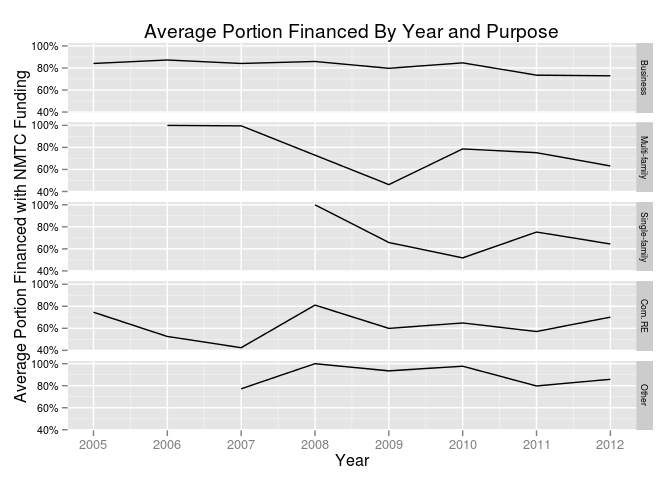 Average Portion Financed By Year and Purpose
Average Portion Financed with NMTC Funding
100%
80%
60%
40%
Business
100%
80%
60%
40%
Multi-family
100%
80%
60%
40%
Single-family
100%
80%
60%
40%
Com. RE
100%
80%
60%
40%
Other
2005 2006 2007 2008 2009 2010 2011 2012
Year